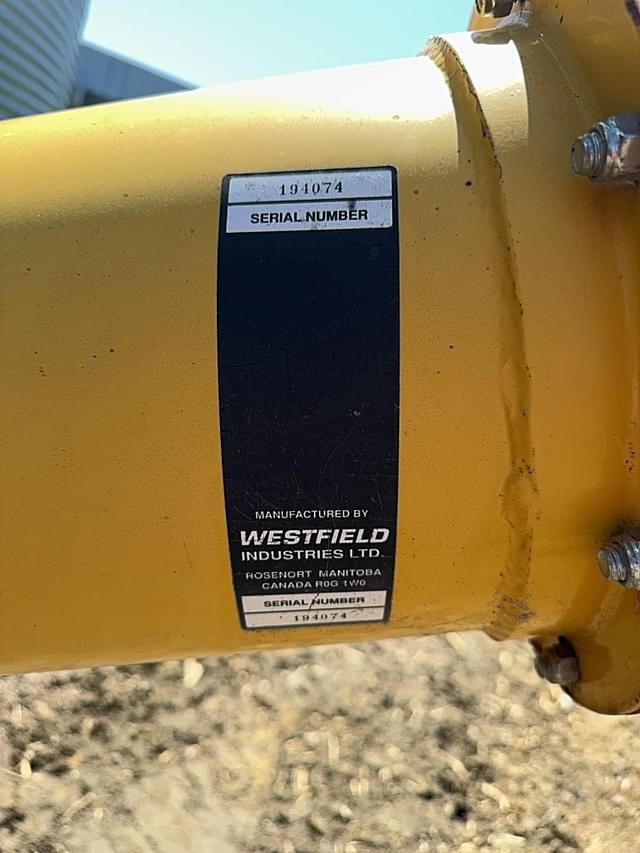 194074
SERIAL NUMBER
MANUFACTURED BY
WESTFIELD
INDUSTRIES LTD.
ROSENORT MANITOBA
CANADA R0G 1W0
SERIAL NUMBER
194074